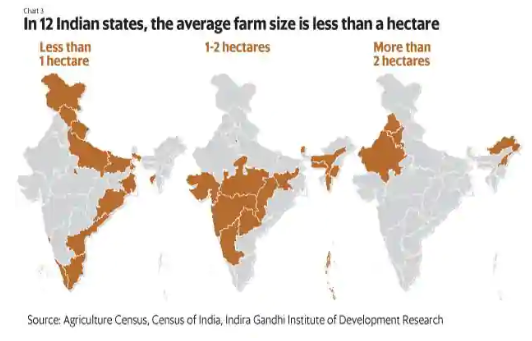 Chart 3
In 12 Indian states, the average farm size is less than a hectare
Less than
1 hectare
1-2 hectares
More than
2 hectares
Source: Agriculture Census, Census of India, Indira Gandhi Institute of Development Research